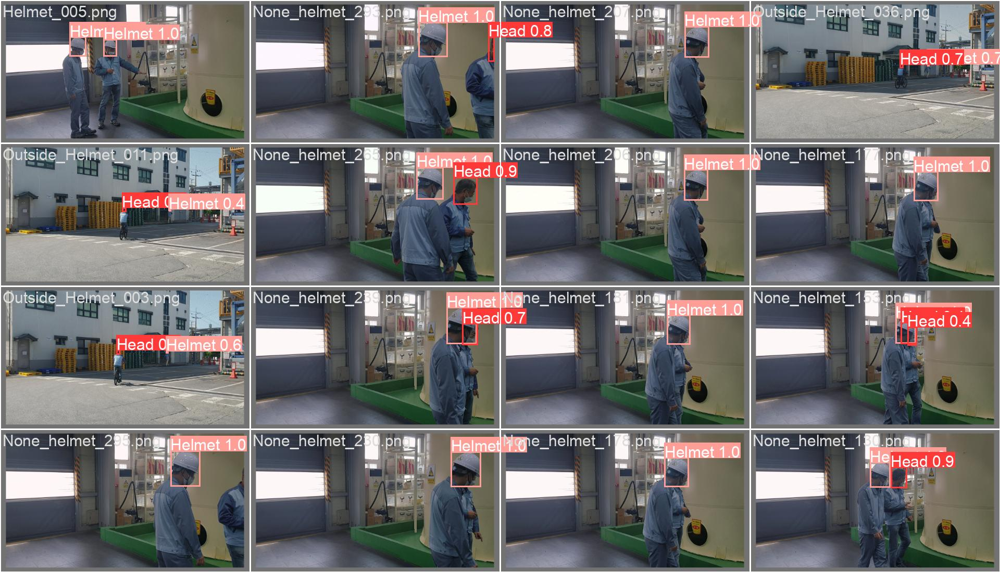 Helmet_005.png
Helm
Helmet 1.0
None_helmet_293.png
Helmet 1.0
Head 0.8
None_helmet_207.png
Helmet 1.0
Outside_Helmet_036.png
Head 0.7
et 0.7
Outside_Helmet_011.png
Head 0
Helmet 0.4
None_helmet_265.png
Helmet 1.0
Head 0.9
None_helmet_206.png
Helmet 1.0
None_helmet_177.png
Helmet 1.0
Outside_Helmet_003.png
Head 0
Helmet 0.6
None_helmet_239.png
Helmet 1.0
Head 0.7
None_helmet_181.png
Helmet 1.0
None_helmet_153.png
Head 0.4
None_helmet_295.png
Helmet 1.0
None_helmet_230.png
Helmet 1.0
None_helmet_178.png
Helmet 1.0
None_helmet_130.png
He
Head 0.9